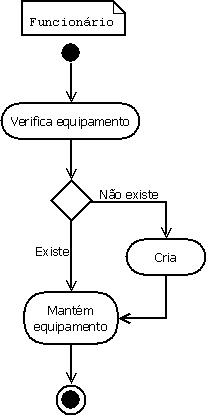 Funcionário
Verifica equipamento
Não existe
Existe
Cria
Mantém
equipamento